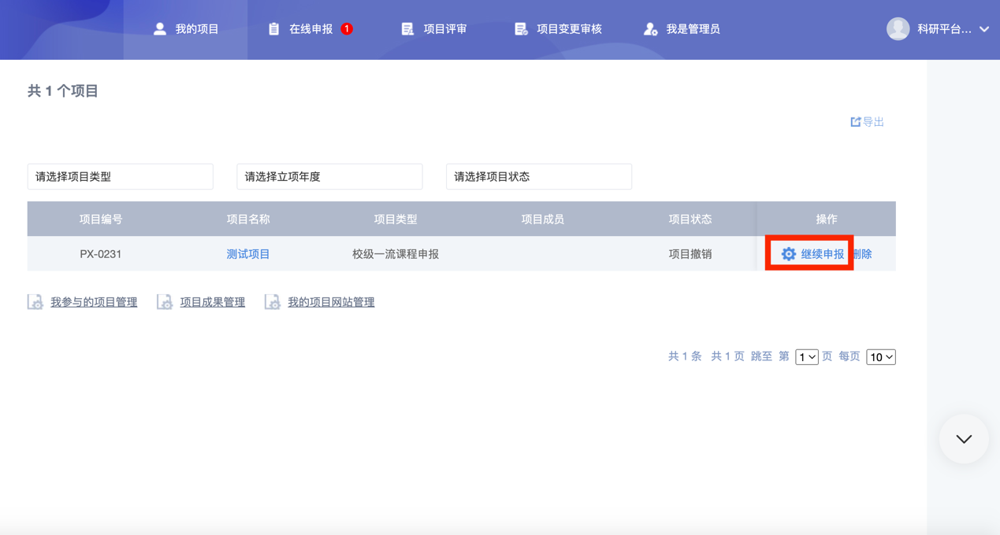 我的项目 在线申报 1 项目评审 项目变更审核 我是管理员 科研平台...
共 1 个项目
导出
请选择项目类型 请选择立项年度 请选择项目状态
项目编号 项目名称 项目类型 项目成员 项目状态 操作
PX-0231 测试项目 校级一流课程申报 项目撤销 继续申报 删除
我参与的项目管理 项目成果管理 我的项目网站管理
共 1 条 共 1 页 跳至 第 1 页 每页 10